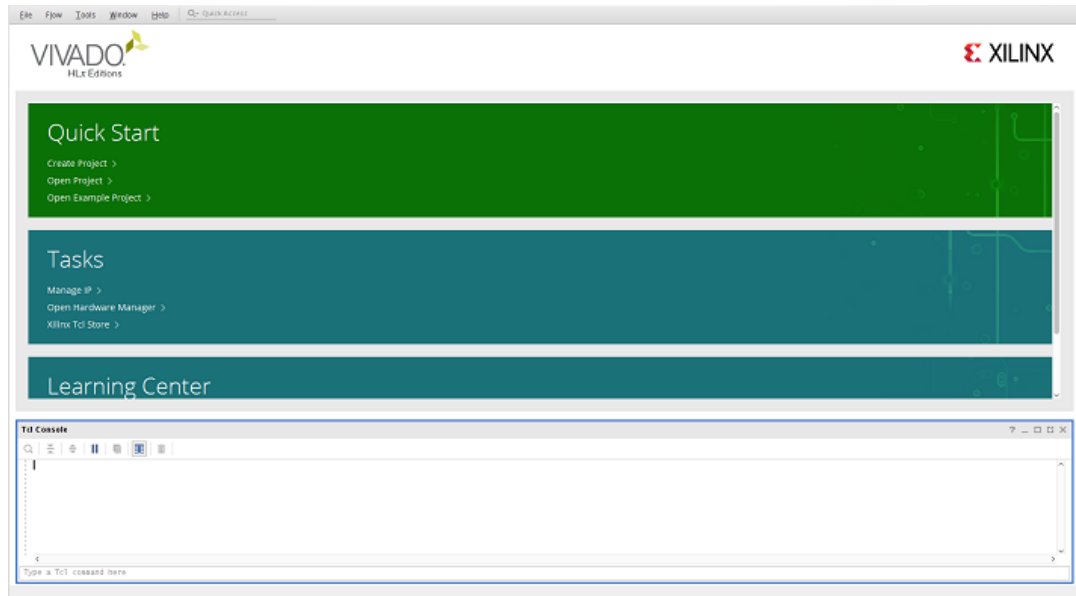 File Flow Tools Window Help Quick Access
VIVADO.
HLx Editions
XILINX
Quick Start
Create Project >
Open Project >
Open Example Project >
Tasks
Manage IP >
Open Hardware Manager >
Xilinx Tcl Store >
Learning Center
Tcl Console
Type a Tcl command here